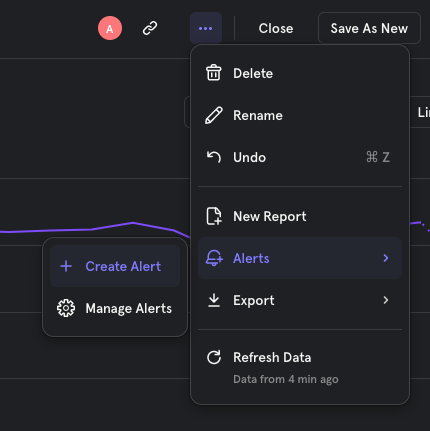 A
Close
Save As New
Delete
Rename
Undo ⌘ Z
Li
New Report
Alerts
Create Alert
Manage Alerts
Export
Refresh Data
Data from 4 min ago